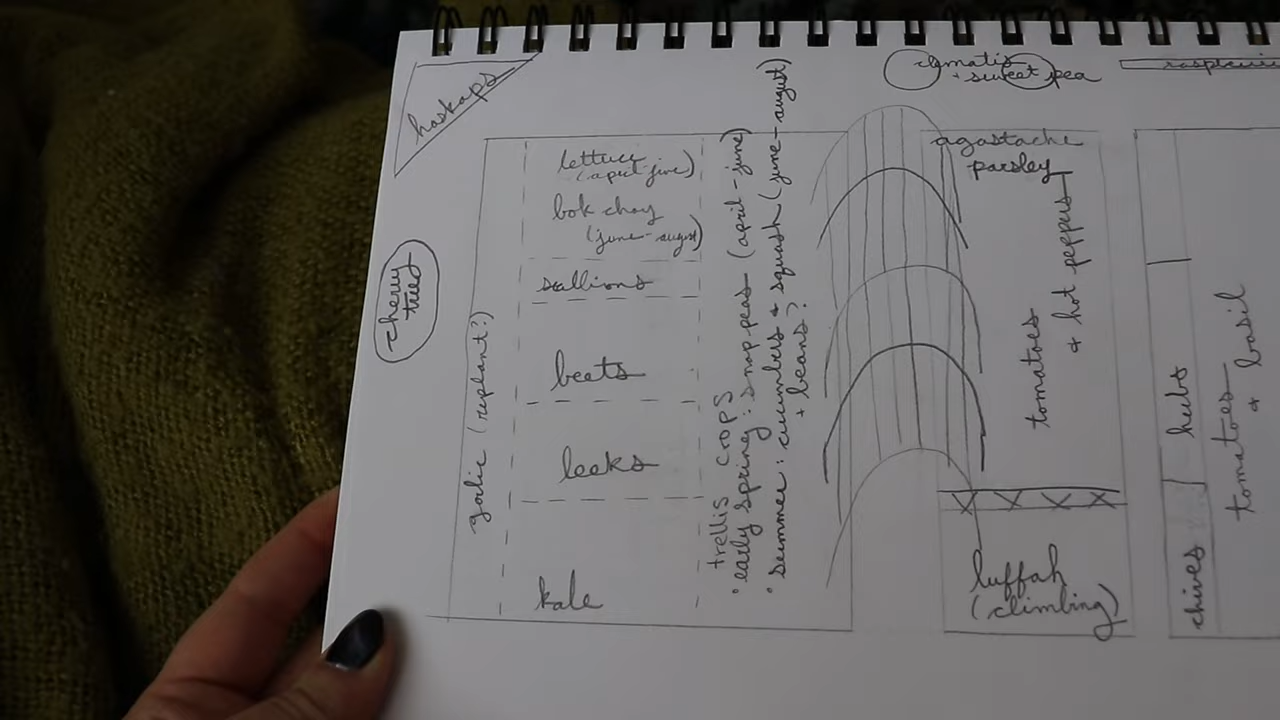 haskaps
cherry
trees
garlic (replant?)
lettuce
(april-june)
bok choy
(june-august)
scallions
beets
leeks
kale
trellis crops
• early spring: snap peas (april-june)
• summer: cucumbers & squash (june-august)
+ beans?
clematis
+ sweet pea
agastache
parsley
tomatoes
& hot peppers
luffah
(climbing)
herbs
chives
tomatoes
& basil